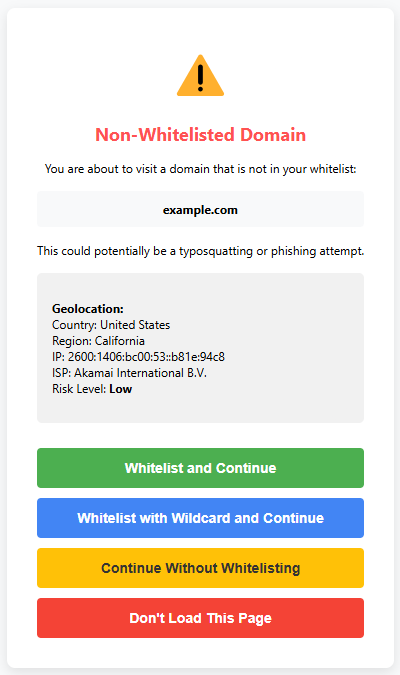 Non-Whitelisted Domain
You are about to visit a domain that is not in your whitelist:
example.com
This could potentially be a typosquatting or phishing attempt.
Geolocation:
Country: United States
Region: California
IP: 2600:1406:bc00:53::b81e:94c8
ISP: Akamai International B.V.
Risk Level: Low
Whitelist and Continue
Whitelist with Wildcard and Continue
Continue Without Whitelisting
Don't Load This Page